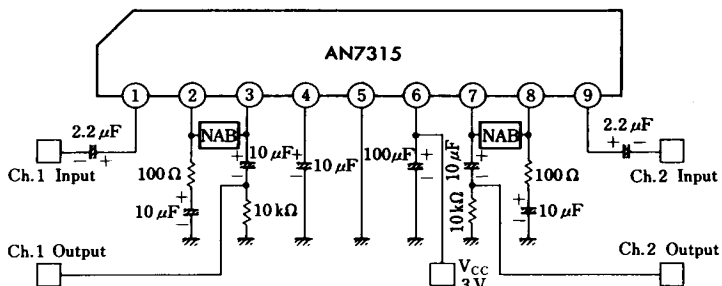 AN7315
1 2 3 4 5 6 7 8 9
2.2 μF
Ch.1 Input
NAB
100 Ω
10 μF
10 μF
10 kΩ
10 μF
100 μF
10 μF
NAB
10 kΩ
100 Ω
10 μF
2.2 μF
Ch.2 Input
Ch.1 Output
VCC
3 V
Ch.2 Output